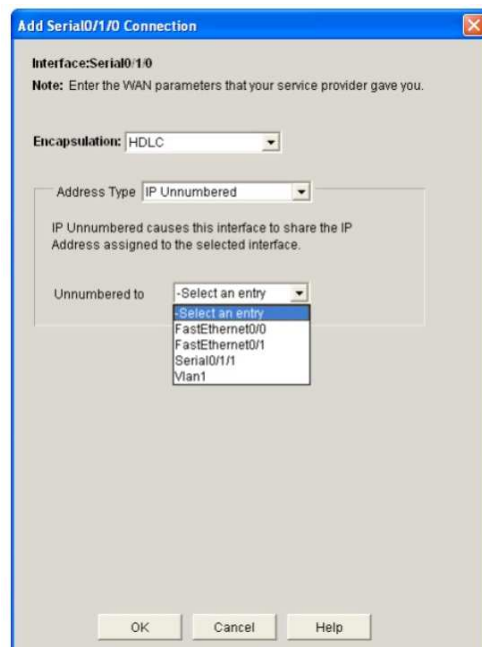 Add Serial0/1/0 Connection
Interface:Serial0/1/0
Note: Enter the WAN parameters that your service provider gave you.
Encapsulation: HDLC
Address Type IP Unnumbered
IP Unnumbered causes this interface to share the IP
Address assigned to the selected interface.
Unnumbered to -Select an entry
-Select an entry
FastEthernet0/0
FastEthernet0/1
Serial0/1/1
Vlan1
OK Cancel Help